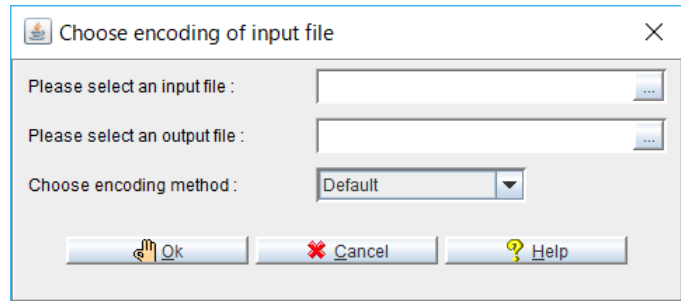 Choose encoding of input file
Please select an input file :
...
Please select an output file :
...
Choose encoding method :
Default
Ok
Cancel
Help